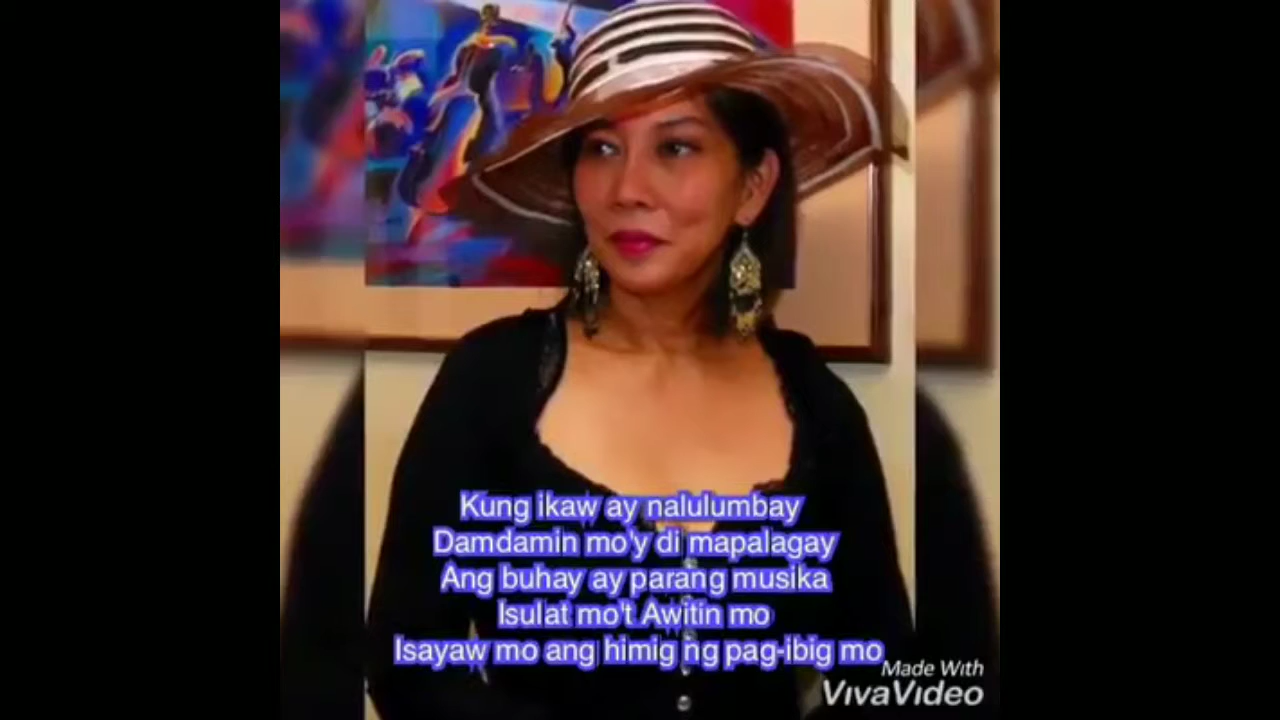 Kung ikaw ay nalulumbay
Damdamin mo'y di mapalagay
Ang buhay ay parang musika
Isulat mo't Awitin mo
Isayaw mo ang himig ng pag-ibig mo
Made With
VivaVideo